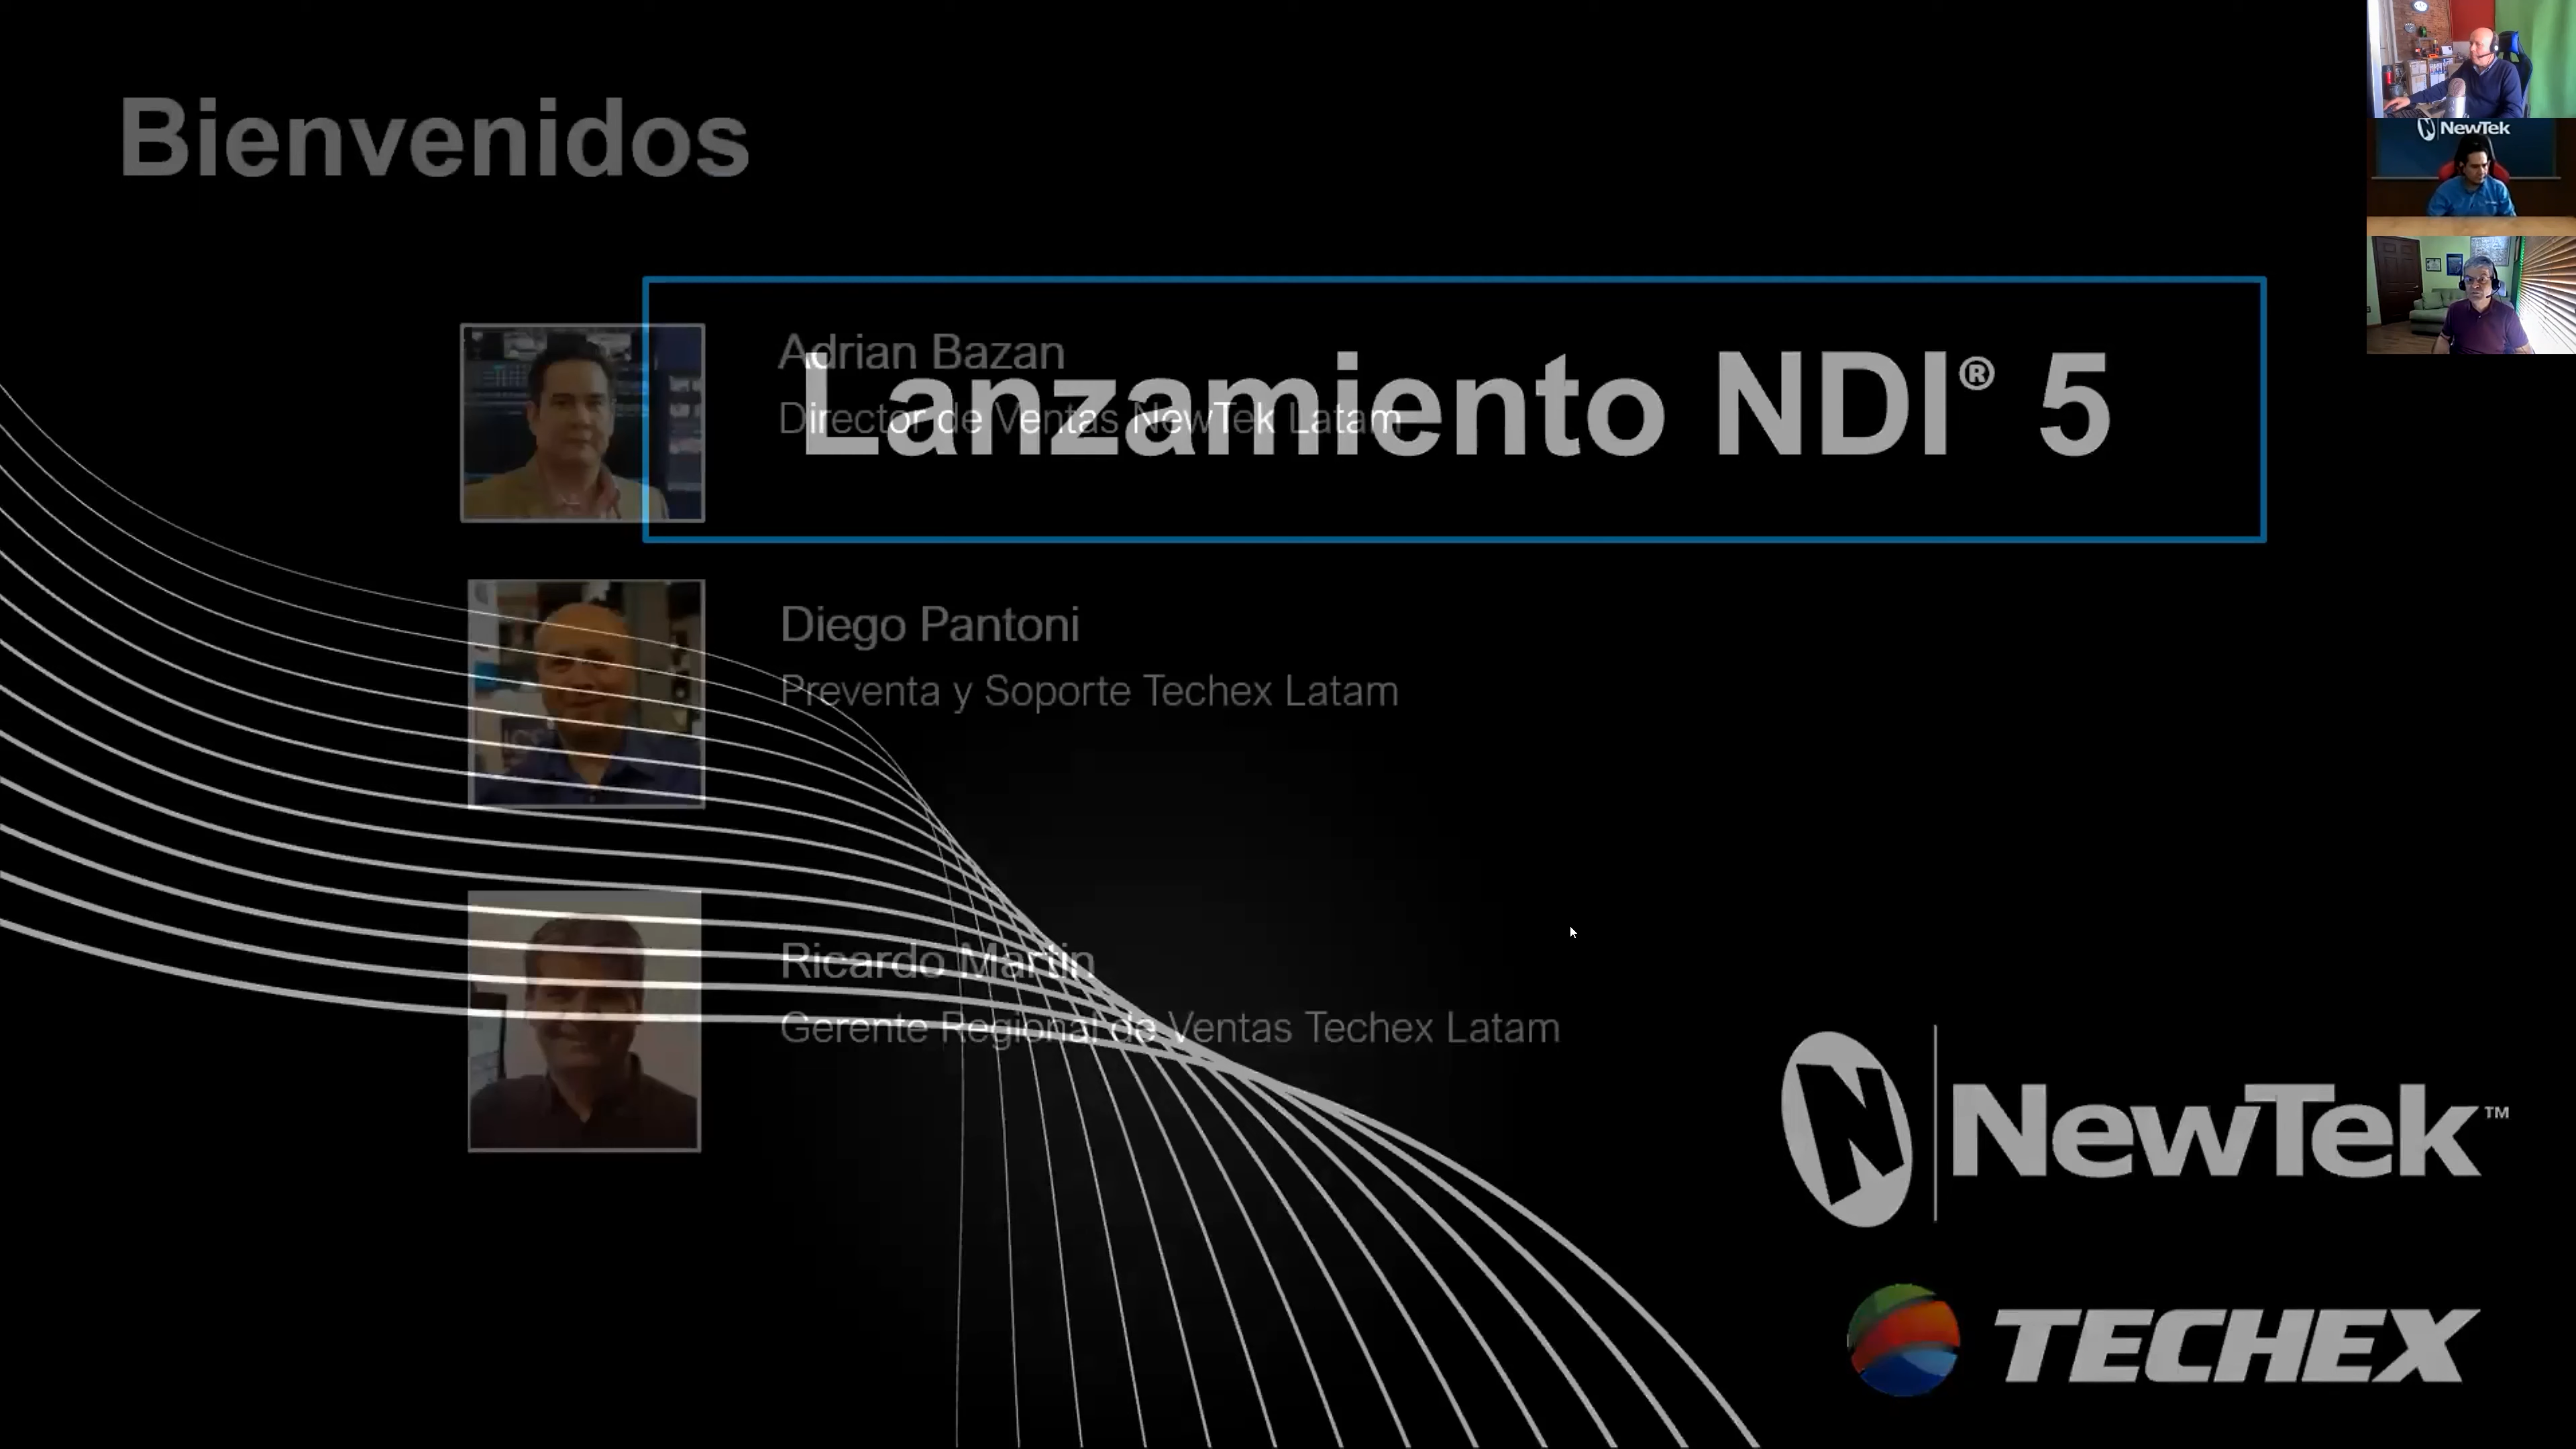 Bienvenidos
NewTek
Adrian Bazan
Lanzamiento NDI® 5
Director de Ventas NewTek Latam
Diego Pantoni
Preventa y Soporte Techex Latam
Ricardo Martin
Gerente Regional de Ventas Techex Latam
N NewTek™
TECHEX